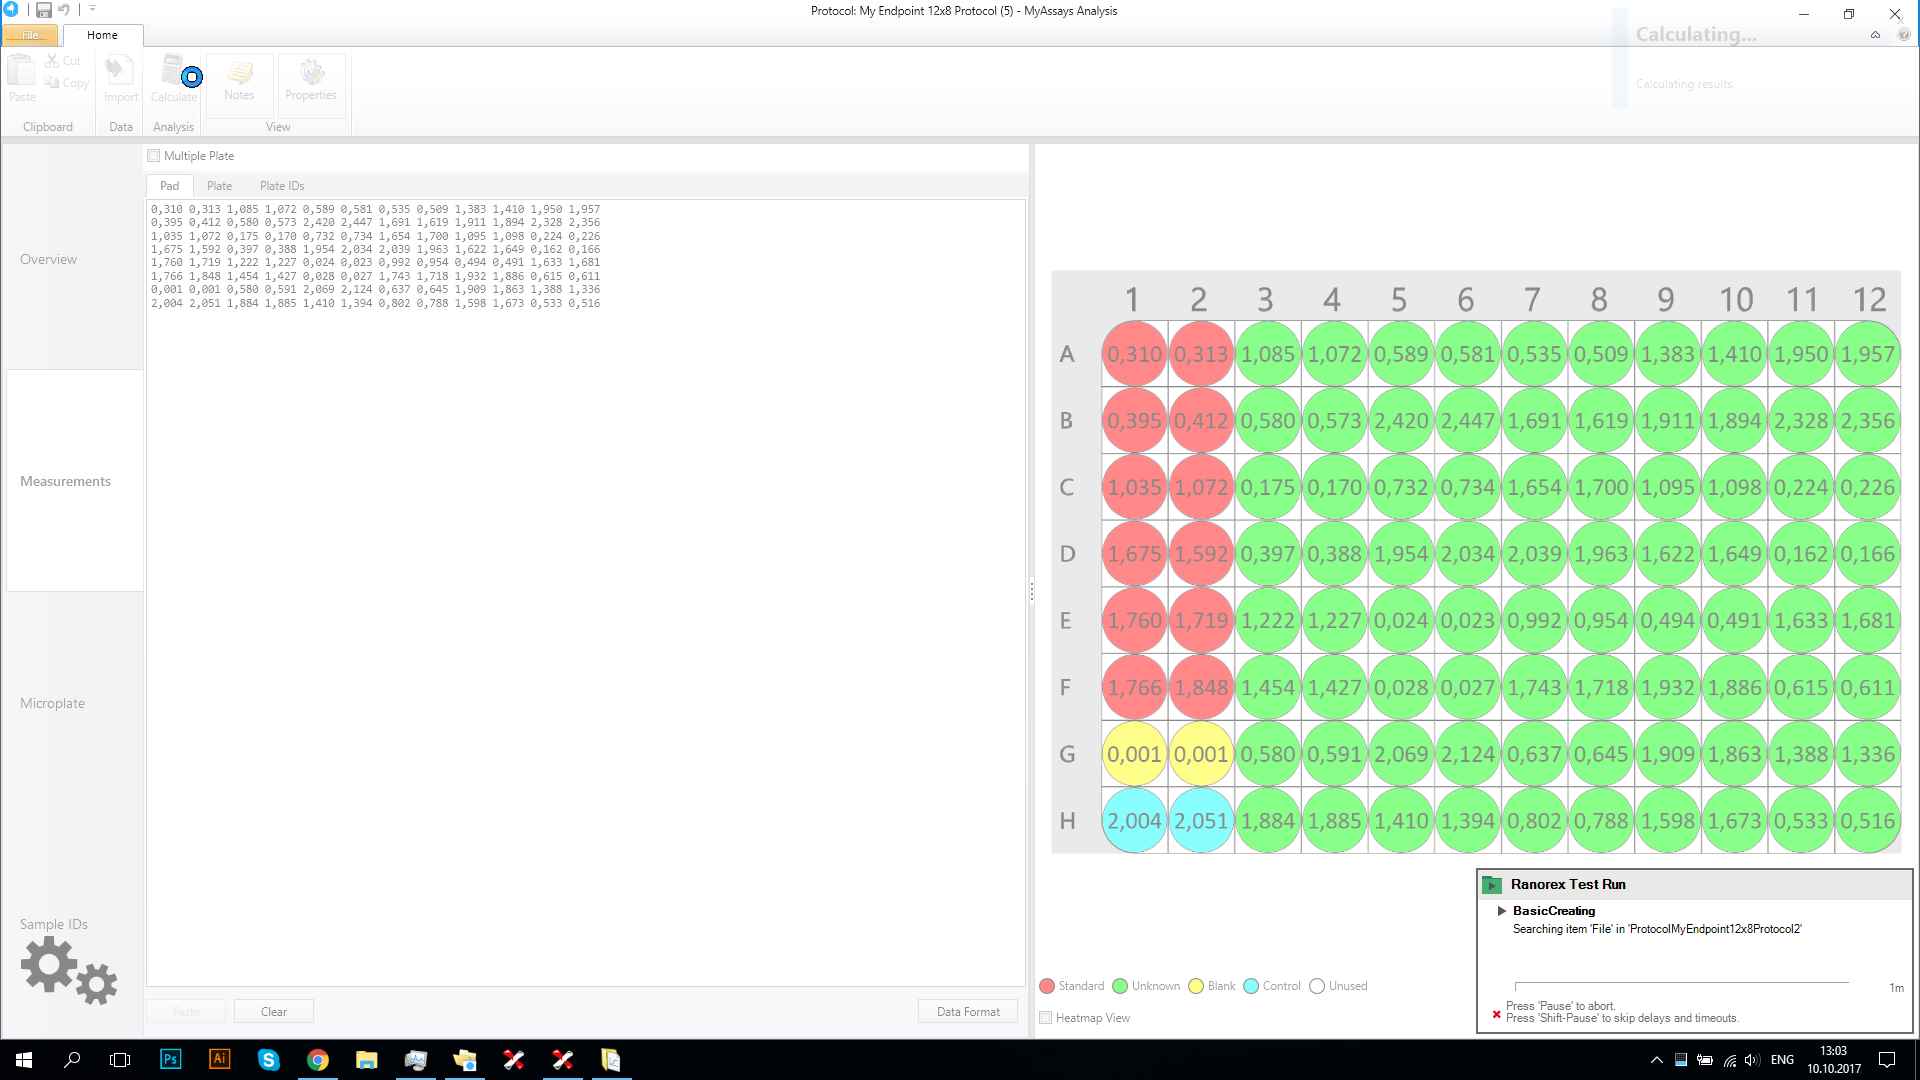 Protocol: My Endpoint 12x8 Protocol (5) - MyAssays Analysis
File
Home
Calculating...
Calculating results
Cut
Copy
Paste
Import
Calculate
Notes
Properties
Clipboard
Data
Analysis
View
Multiple Plate
Pad
Plate
Plate IDs
Overview
Measurements
Microplate
Sample IDs
0,310 0,313 1,085 1,072 0,589 0,581 0,535 0,509 1,383 1,410 1,950 1,957
0,395 0,412 0,580 0,573 2,420 2,447 1,691 1,619 1,911 1,894 2,328 2,356
1,035 1,072 0,175 0,170 0,732 0,734 1,654 1,700 1,095 1,098 0,224 0,226
1,675 1,592 0,397 0,388 1,954 2,034 2,039 1,963 1,622 1,649 0,162 0,166
1,760 1,719 1,222 1,227 0,024 0,023 0,992 0,954 0,494 0,491 1,633 1,681
1,766 1,848 1,454 1,427 0,028 0,027 1,743 1,718 1,932 1,886 0,615 0,611
0,001 0,001 0,580 0,591 2,069 2,124 0,637 0,645 1,909 1,863 1,388 1,336
2,004 2,051 1,884 1,885 1,410 1,394 0,802 0,788 1,598 1,673 0,533 0,516
Paste
Clear
Data Format
1 2 3 4 5 6 7 8 9 10 11 12
A 0,310 0,313 1,085 1,072 0,589 0,581 0,535 0,509 1,383 1,410 1,950 1,957
B 0,395 0,412 0,580 0,573 2,420 2,447 1,691 1,619 1,911 1,894 2,328 2,356
C 1,035 1,072 0,175 0,170 0,732 0,734 1,654 1,700 1,095 1,098 0,224 0,226
D 1,675 1,592 0,397 0,388 1,954 2,034 2,039 1,963 1,622 1,649 0,162 0,166
E 1,760 1,719 1,222 1,227 0,024 0,023 0,992 0,954 0,494 0,491 1,633 1,681
F 1,766 1,848 1,454 1,427 0,028 0,027 1,743 1,718 1,932 1,886 0,615 0,611
G 0,001 0,001 0,580 0,591 2,069 2,124 0,637 0,645 1,909 1,863 1,388 1,336
H 2,004 2,051 1,884 1,885 1,410 1,394 0,802 0,788 1,598 1,673 0,533 0,516
Standard Unknown Blank Control Unused
Heatmap View
Ranorex Test Run
BasicCreating
Searching item 'File' in 'ProtocolMyEndpoint12x8Protocol2'
1m
Press 'Pause' to abort.
Press 'Shift-Pause' to skip delays and timeouts.
Ps
Ai
ENG
13:03
10.10.2017